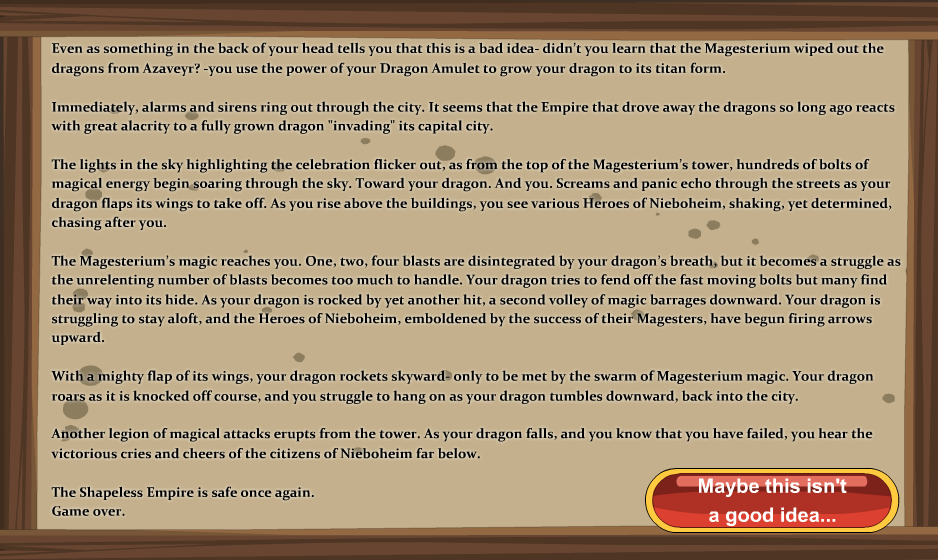 Even as something in the back of your head tells you that this is a bad idea- didn't you learn that the Magesterium wiped out the
dragons from Azaveyr? -you use the power of your Dragon Amulet to grow your dragon to its titan form.
Immediately, alarms and sirens ring out through the city. It seems that the Empire that drove away the dragons so long ago reacts
with great alacrity to a fully grown dragon "invading" its capital city.
The lights in the sky highlighting the celebration flicker out, as from the top of the Magesterium's tower, hundreds of bolts of
magical energy begin soaring through the sky. Toward your dragon. And you. Screams and panic echo through the streets as your
dragon flaps its wings to take off. As you rise above the buildings, you see various Heroes of Nieboheim, shaking, yet determined,
chasing after you.
The Magesterium's magic reaches you. One, two, four blasts are disintegrated by your dragon's breath, but it becomes a struggle as
the unrelenting number of blasts becomes too much to handle. Your dragon tries to fend off the fast moving bolts but many find
their way into its hide. As your dragon is rocked by yet another hit, a second volley of magic barrages downward. Your dragon is
struggling to stay aloft, and the Heroes of Nieboheim, emboldened by the success of their Magesters, have begun firing arrows
upward.
With a mighty flap of its wings, your dragon rockets skyward- only to be met by the swarm of Magesterium magic. Your dragon
roars as it is knocked off course, and you struggle to hang on as your dragon tumbles downward, back into the city.
Another legion of magical attacks erupts from the tower. As your dragon falls, and you know that you have failed, you hear the
victorious cries and cheers of the citizens of Nieboheim far below.
The Shapeless Empire is safe once again.
Game over.
Maybe this isn't
a good idea...